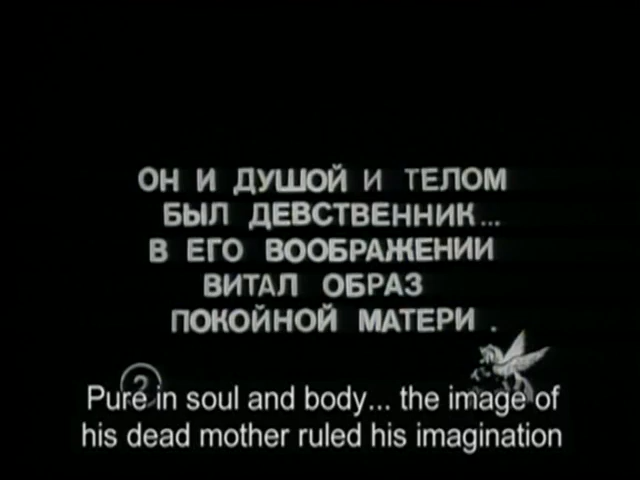 ОН И ДУШОЙ И ТЕЛОМ
БЫЛ ДЕВСТВЕННИК...
В ЕГО ВООБРАЖЕНИИ
ВИТАЛ ОБРАЗ
ПОКОЙНОЙ МАТЕРИ.
2
Pure in soul and body... the image of
his dead mother ruled his imagination